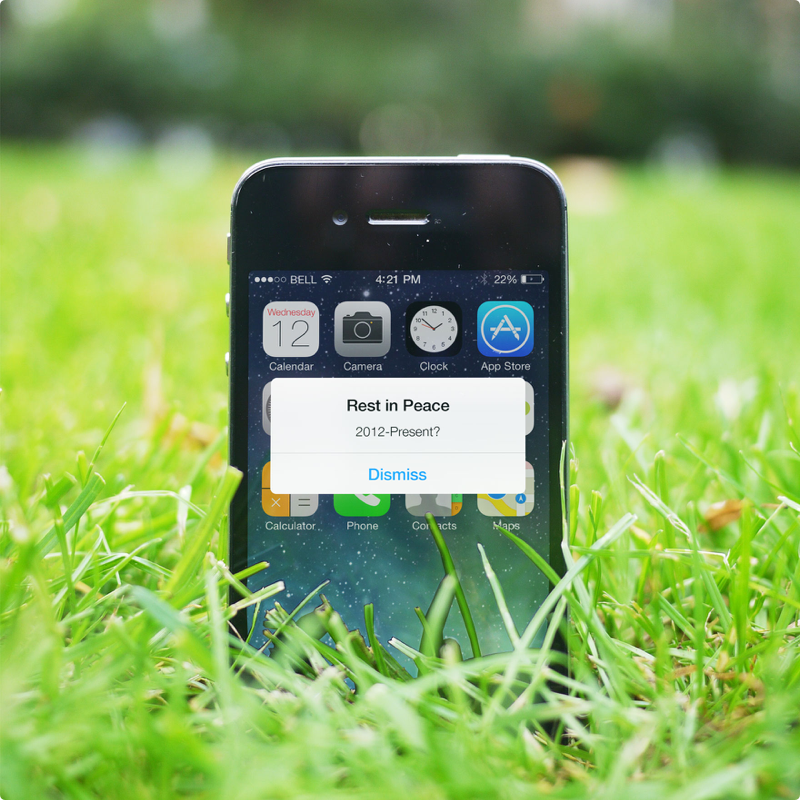 BELL 4:21 PM 22%
Wednesday
12
Calendar Camera Clock App Store
Rest in Peace
2012-Present?
Dismiss
Calculator Phone Contacts Maps